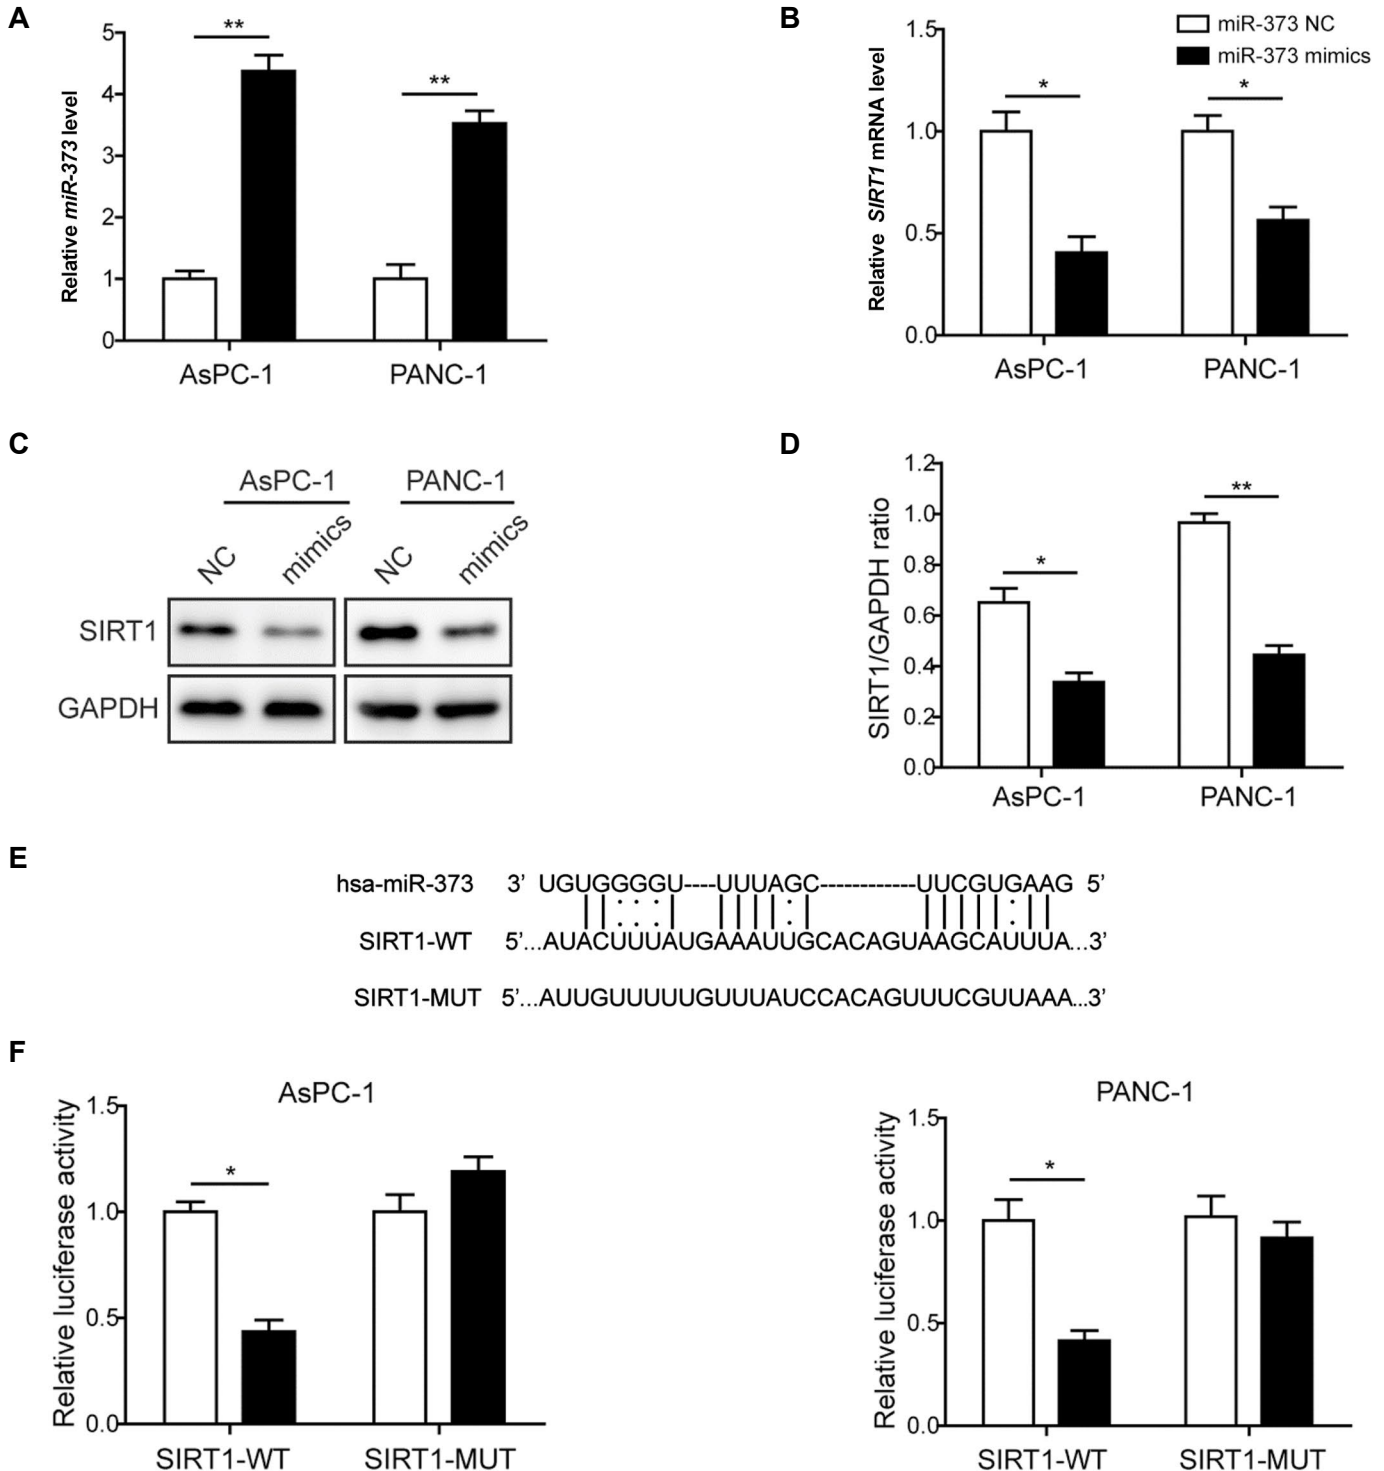 A
Relative miR-373 level
5
4
3
2
1
0
**
**
AsPC-1
PANC-1
B
miR-373 NC
miR-373 mimics
Relative SIRT1 mRNA level
1.5
1.0
0.5
0.0
*
*
AsPC-1
PANC-1
C
AsPC-1
PANC-1
NC
mimics
NC
mimics
SIRT1
GAPDH
D
SIRT1/GAPDH ratio
1.2
1.0
0.8
0.6
0.4
0.2
0.0
*
**
AsPC-1
PANC-1
E
hsa-miR-373 3’ UGUGGGGU----UUUAGC------------UUCGUGAAG 5’
SIRT1-WT 5’...AUACUUUAUGAAAUUGCACAGUAAGCAUUUA...3’
SIRT1-MUT 5’...AUUGUUUUUGUUUAUCCACAGUUUCGUUAAA...3’
F
AsPC-1
Relative luciferase activity
1.5
1.0
0.5
0.0
*
SIRT1-WT
SIRT1-MUT
PANC-1
Relative luciferase activity
1.5
1.0
0.5
0.0
*
SIRT1-WT
SIRT1-MUT